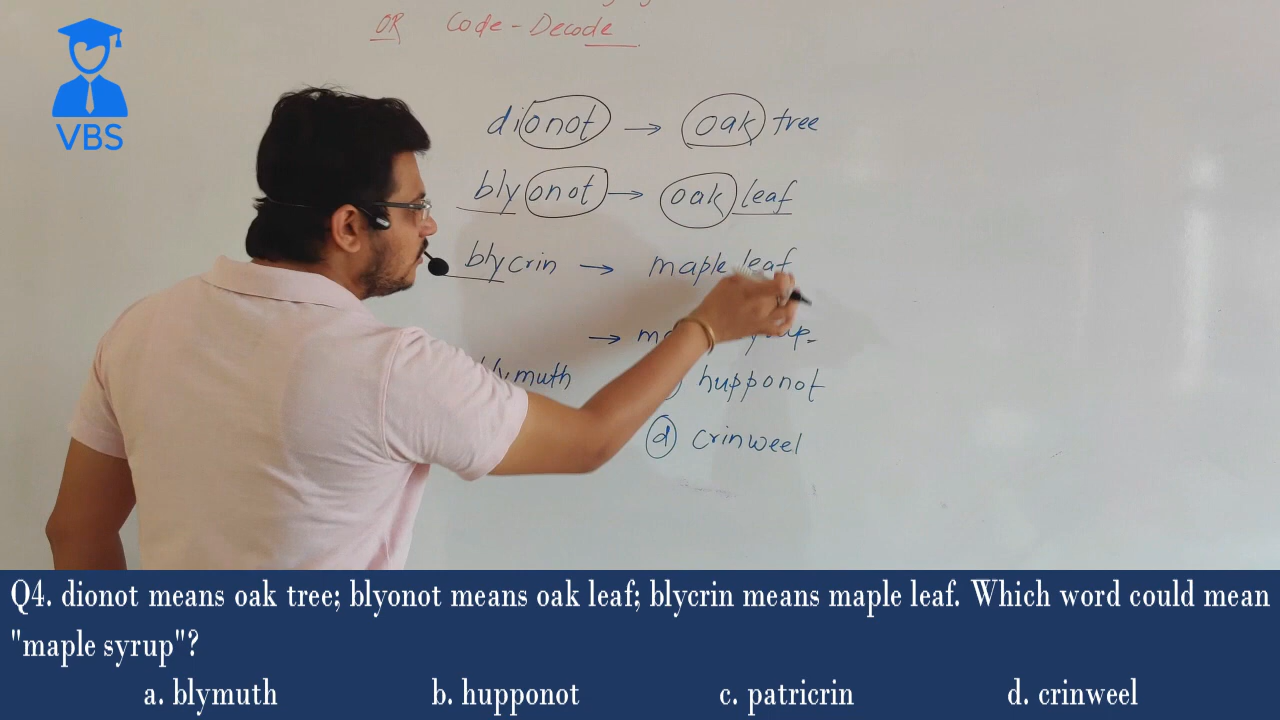 VBS
OR Code-Decode
dionot → oak tree
blyonot → oak leaf
blycrin → maple leaf
→
hupponot
d crinweel
Q4. dionot means oak tree; blyonot means oak leaf; blycrin means maple leaf. Which word could mean
"maple syrup"?
a. blymuth b. hupponot c. patricrin d. crinweel